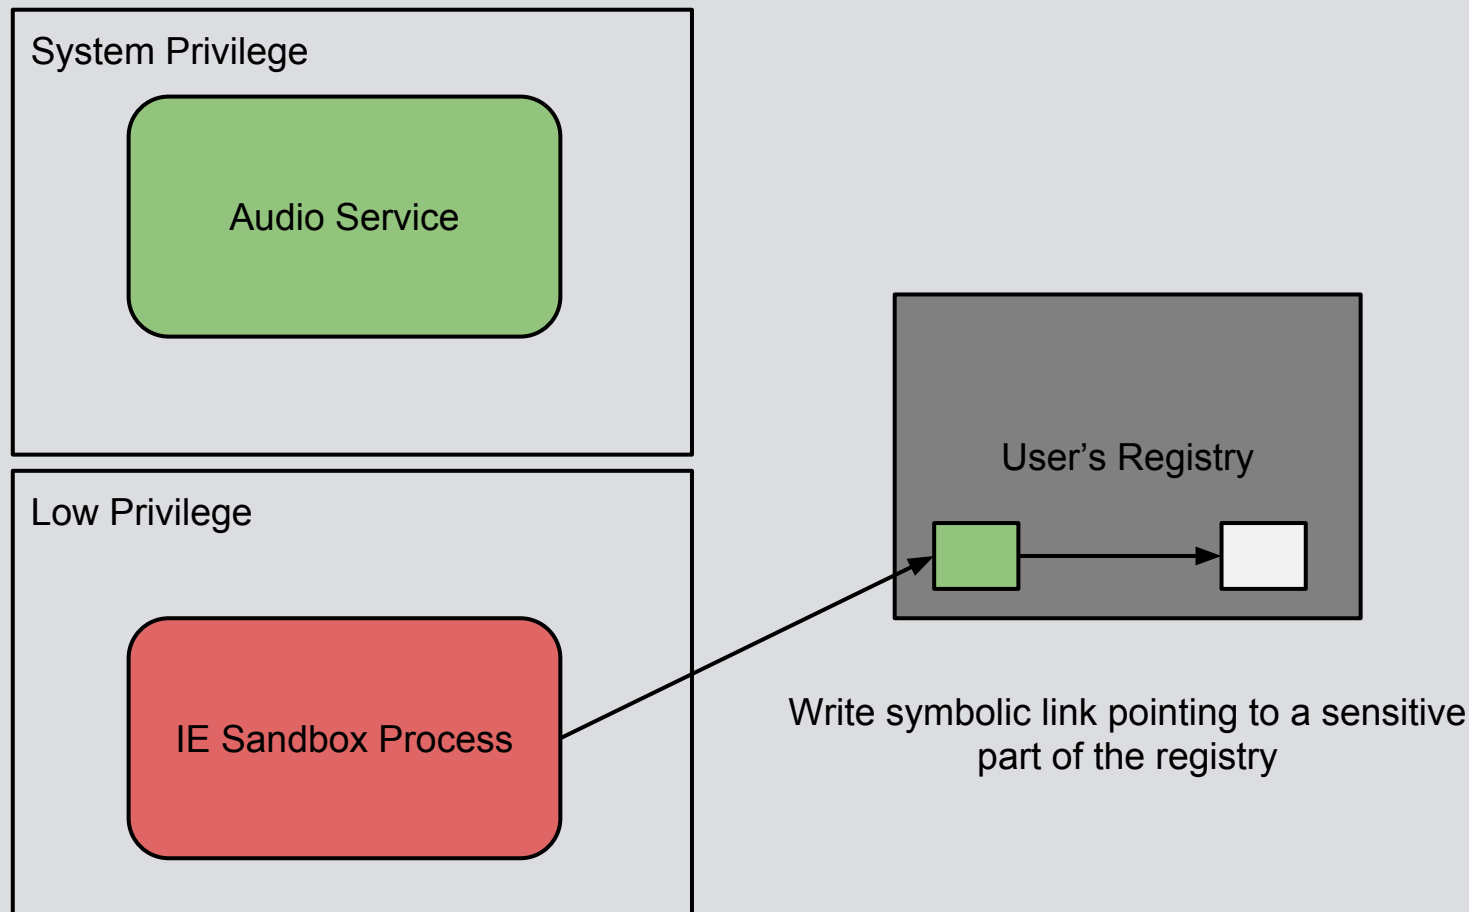 System Privilege
Audio Service
User's Registry
Low Privilege
IE Sandbox Process
Write symbolic link pointing to a sensitive
part of the registry